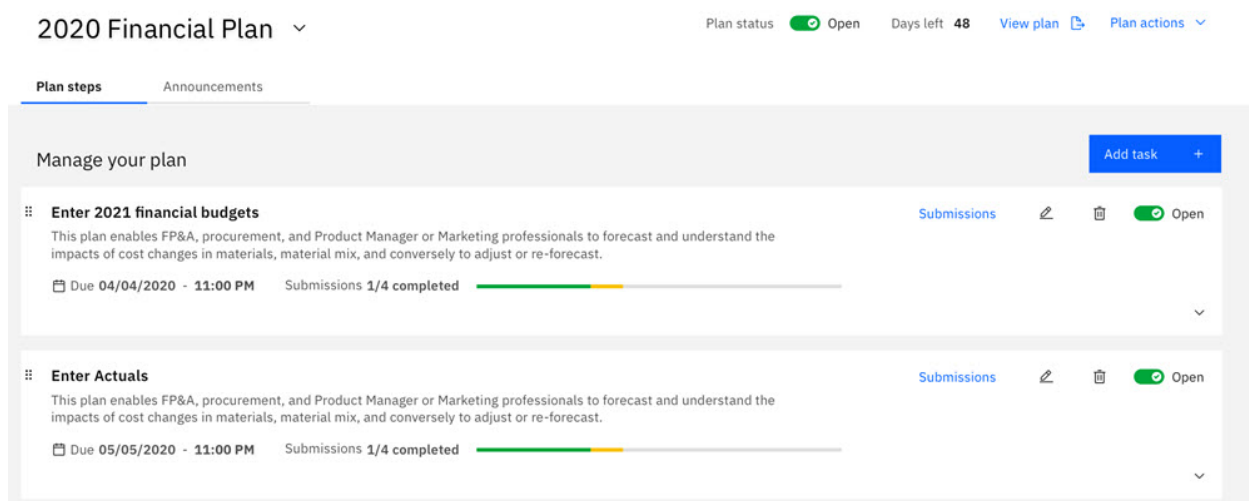 2020 Financial Plan
Plan status Open Days left 48 View plan Plan actions
Plan steps Announcements
Manage your plan
Add task +
Enter 2021 financial budgets
Submissions Open
This plan enables FP&A, procurement, and Product Manager or Marketing professionals to forecast and understand the
impacts of cost changes in materials, material mix, and conversely to adjust or re-forecast.
Due 04/04/2020 - 11:00 PM Submissions 1/4 completed
Enter Actuals
Submissions Open
This plan enables FP&A, procurement, and Product Manager or Marketing professionals to forecast and understand the
impacts of cost changes in materials, material mix, and conversely to adjust or re-forecast.
Due 05/05/2020 - 11:00 PM Submissions 1/4 completed